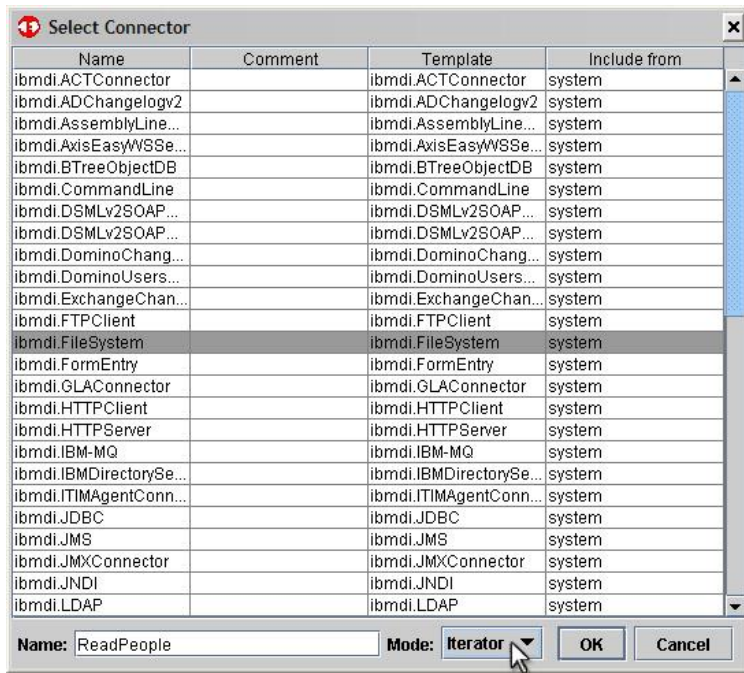 Select Connector
Name Comment Template Include from
ibmdi.ACTConnector ibmdi.ACTConnector system
ibmdi.ADChangelogv2 ibmdi.ADChangelogv2 system
ibmdi.AssemblyLine... ibmdi.AssemblyLine... system
ibmdi.AxisEasyWSSe... ibmdi.AxisEasyWSSe... system
ibmdi.BTreeObjectDB ibmdi.BTreeObjectDB system
ibmdi.CommandLine ibmdi.CommandLine system
ibmdi.DSMLv2SOAP... ibmdi.DSMLv2SOAP... system
ibmdi.DSMLv2SOAP... ibmdi.DSMLv2SOAP... system
ibmdi.DominoChang... ibmdi.DominoChang... system
ibmdi.DominoUsers... ibmdi.DominoUsers... system
ibmdi.ExchangeChan... ibmdi.ExchangeChan... system
ibmdi.FTPClient ibmdi.FTPClient system
ibmdi.FileSystem ibmdi.FileSystem system
ibmdi.FormEntry ibmdi.FormEntry system
ibmdi.GLAConnector ibmdi.GLAConnector system
ibmdi.HTTPClient ibmdi.HTTPClient system
ibmdi.HTTPServer ibmdi.HTTPServer system
ibmdi.IBM-MQ ibmdi.IBM-MQ system
ibmdi.IBMDirectorySe... ibmdi.IBMDirectorySe... system
ibmdi.ITIMAgentConn... ibmdi.ITIMAgentConn... system
ibmdi.JDBC ibmdi.JDBC system
ibmdi.JMS ibmdi.JMS system
ibmdi.JMXConnector ibmdi.JMXConnector system
ibmdi.JNDI ibmdi.JNDI system
ibmdi.LDAP ibmdi.LDAP system
Name: ReadPeople Mode: Iterator OK Cancel